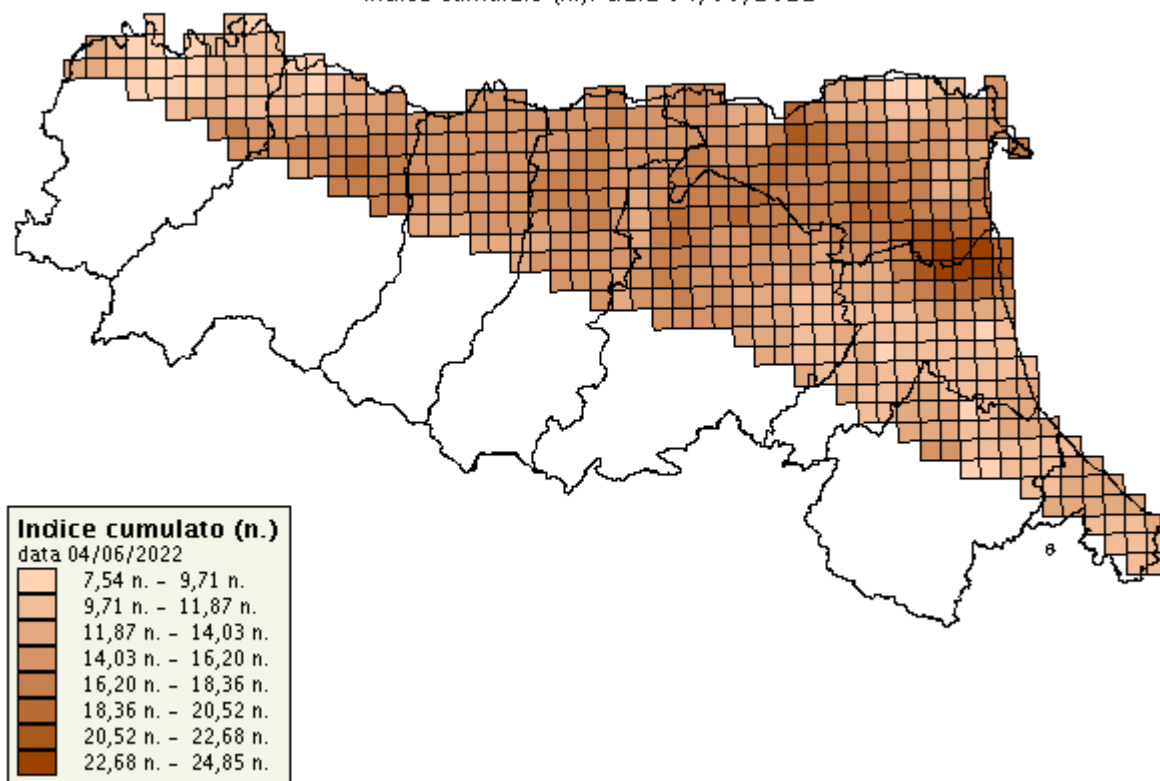 Indice cumulato (n.)
data 04/06/2022
7,54 n. - 9,71 n.
9,71 n. - 11,87 n.
11,87 n. - 14,03 n.
14,03 n. - 16,20 n.
16,20 n. - 18,36 n.
18,36 n. - 20,52 n.
20,52 n. - 22,68 n.
22,68 n. - 24,85 n.